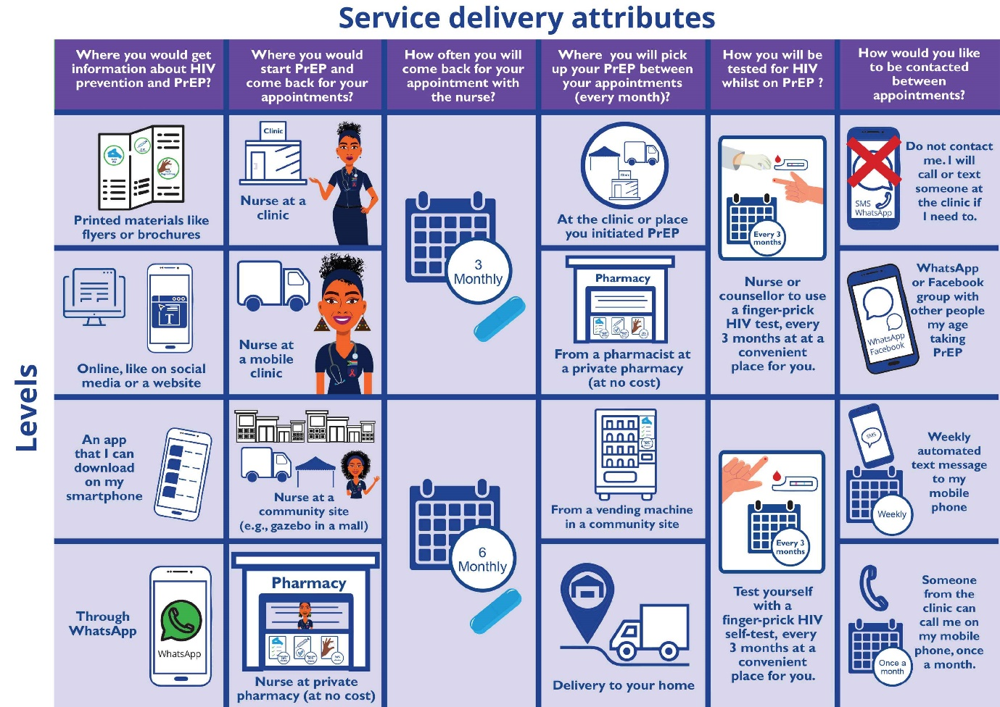 Service delivery attributes
Levels
Where you would get
information about HIV
prevention and PrEP?
Where you would
start PrEP and
come back for your
appointments?
How often you will
come back for your
appointment with
the nurse?
Where you will pick
up your PrEP between
your appointments
(every month)?
How you will be
tested for HIV
whilst on PrEP ?
How would you like
to be contacted
between
appointments?
Printed materials like
flyers or brochures
Online, like on social
media or a website
T
An app
that I can
download
on my
smartphone
Through
WhatsApp
WhatsApp
Clinic
Nurse at a
clinic
Nurse at
a mobile
clinic
Nurse at a
community site
(e.g., gazebo in a mall)
Pharmacy
Nurse at private
pharmacy (at no cost)
3
Monthly
6
Monthly
Clinic
At the clinic or place
you initiated PrEP
Pharmacy
From a pharmacist at
a private pharmacy
(at no cost)
From a vending machine
in a community site
Delivery to your home
Every 3
months
Nurse or
counsellor to use
a finger-prick
HIV test, every
3 months at at a
convenient
place for you.
Every 3
months
Test yourself
with a
finger-prick HIV
self-test, every
3 months at a
convenient
place for you.
SMS
WhatsApp
Do not contact
me. I will
call or text
someone at
the clinic if
I need to.
WhatsApp
Facebook
WhatsApp
or Facebook
group with
other people
my age
taking
PrEP
SMS
Weekly
Weekly
automated
text message
to my
mobile
phone
Once a
month
Someone
from the
clinic can
call me on
my mobile
phone, once
a month.